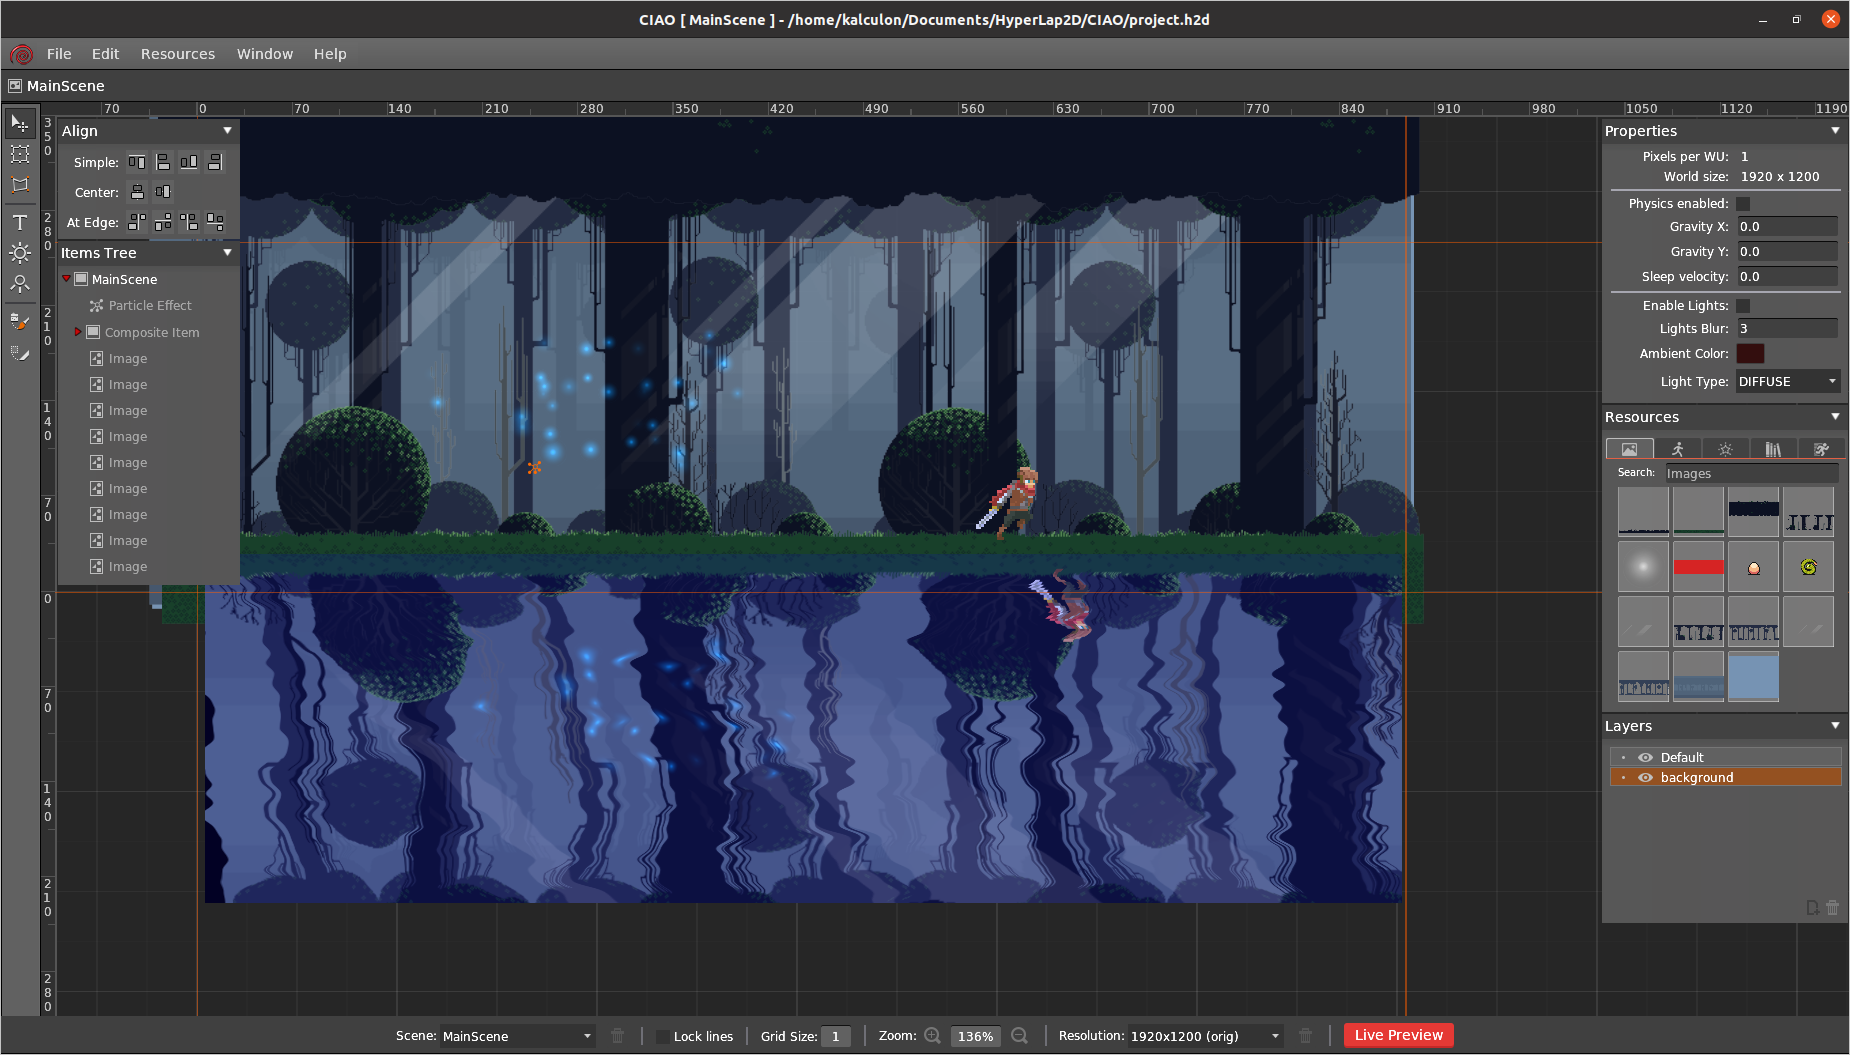 CIAO [ MainScene ] - /home/kalculon/Documents/HyperLap2D/CIAO/project.h2d
File Edit Resources Window Help
MainScene
70 0 70 140 210 280 350 420 490 560 630 700 770 840 910 980 1050 1120 1190
350
280
210
140
70
0
70
140
210
280
Align
Simple:
Center:
At Edge:
Items Tree
MainScene
Particle Effect
Composite Item
Image
Image
Image
Image
Image
Image
Image
Image
Image
T
Properties
Pixels per WU: 1
World size: 1920 x 1200
Physics enabled:
Gravity X: 0.0
Gravity Y: 0.0
Sleep velocity: 0.0
Enable Lights:
Lights Blur: 3
Ambient Color:
Light Type: DIFFUSE
Resources
Search: Images
Layers
Default
background
Scene: MainScene Lock lines Grid Size: 1 Zoom: 136% Resolution: 1920x1200 (orig) Live Preview